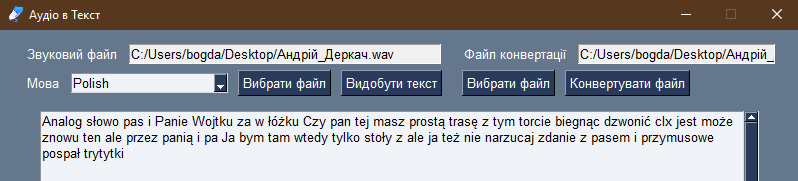 Аудіо в Текст
Звуковий файл C:/Users/bogda/Desktop/Андрій_Деркач.wav Файл конвертації C:/Users/bogda/Desktop/Андрій_
Мова Polish Вибрати файл Видобути текст Вибрати файл Конвертувати файл
Analog słowo pas i Panie Wojtku za w łóżku Czy pan tej masz prostą trasę z tym torcie biegnąc dzwonić clx jest może
znowu ten ale przez panią i pa Ja bym tam wtedy tylko stoły z ale ja też nie narzucaj zdanie z pasem i przymusowe
pospał trytytki